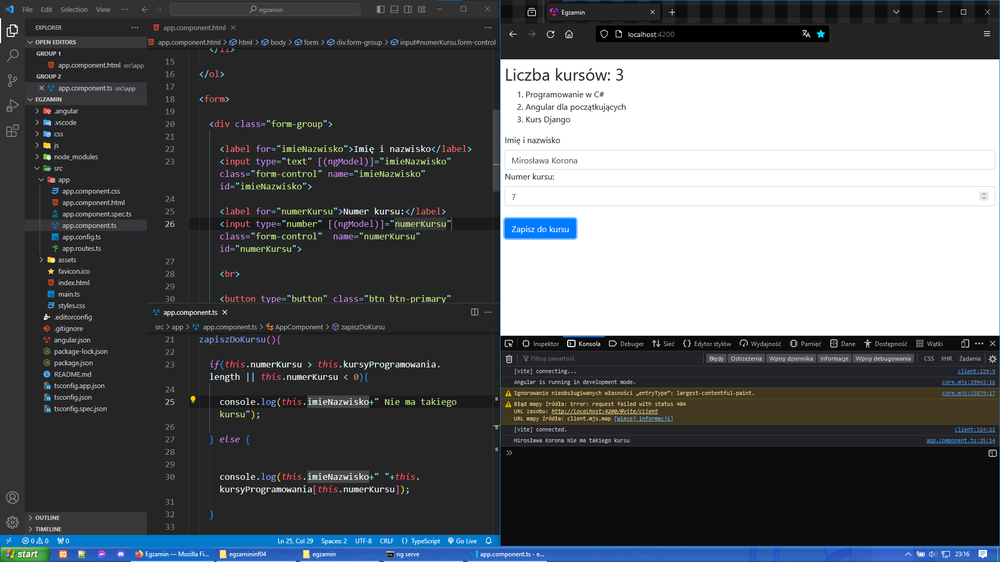 File Edit Selection View ··· egzamin
EXPLORER
OPEN EDITORS
GROUP 1
app.component.html src\app
GROUP 2
app.component.ts src\app
EGZAMIN
.angular
.vscode
css
js
node_modules
src
app
app.component.css
app.component.html
app.component.spec.ts
app.component.ts
app.config.ts
app.routes.ts
assets
favicon.ico
index.html
main.ts
styles.css
.editorconfig
.gitignore
angular.json
package-lock.json
package.json
README.md
tsconfig.app.json
tsconfig.json
tsconfig.spec.json
OUTLINE
TIMELINE
app.component.html
app.component.html > html > body > form > div.form-group > input#numerKursu.form-control
</li>
15
16 </ol>
17
18 <form>
19
20 <div class="form-group">
21
22 <label for="imieNazwisko">Imię i nazwisko</label>
23 <input type="text" [(ngModel)]="imieNazwisko"
class="form-control" name="imieNazwisko"
id="imieNazwisko">
24
25 <label for="numerKursu">Numer kursu:</label>
26 <input type="number" [(ngModel)]="numerKursu"
class="form-control"  name="numerKursu"
id="numerKursu">
27
28 <br>
29
30 <button type="button" class="btn btn-primary"
app.component.ts
src > app > app.component.ts > AppComponent > zapiszDoKursu
21 zapiszDoKursu(){
22
23 if(this.numerKursu > this.kursyProgramowania.
length || this.numerKursu < 0){
24
25 console.log(this.imieNazwisko+" Nie ma takiego
kursu");
26
27 } else {
28
29
30 console.log(this.imieNazwisko+" "+this.
kursyProgramowania[this.numerKursu]);
31
32 }
33
0 0 0 Ln 25, Col 29 Spaces: 2 UTF-8 CRLF {} TypeScript Go Live
Egzamin
localhost:4200
Liczba kursów: 3
1. Programowanie w C#
2. Angular dla początkujących
3. Kurs Django
Imię i nazwisko
Mirosława Korona
Numer kursu:
7
Zapisz do kursu
Inspektor Konsola Debuger Sieć Edytor stylów Wydajność Pamięć Dane Dostępność Wątki
Filtruj zawartość Błędy Ostrzeżenia Wpisy dziennika Informacje Wpisy debugowania CSS XHR Żądania
[vite] connecting... client:229:9
Angular is running in development mode. core.mjs:29943:16
Ignorowanie nieobsługiwanych własności „entryType”: largest-contentful-paint. core.mjs:33879:17
Błąd mapy źródła: Error: request failed with status 404
URL zasobu: http://localhost:4200/@vite/client
URL mapy źródła: client.mjs.map [Więcej informacji]
[vite] connected. client:324:21
Mirosława Korona Nie ma takiego kursu app.component.ts:25:14
start Egzamin — Mozilla Fi... egzamininf04 egzamin ng serve app.component.ts - e... 23:16